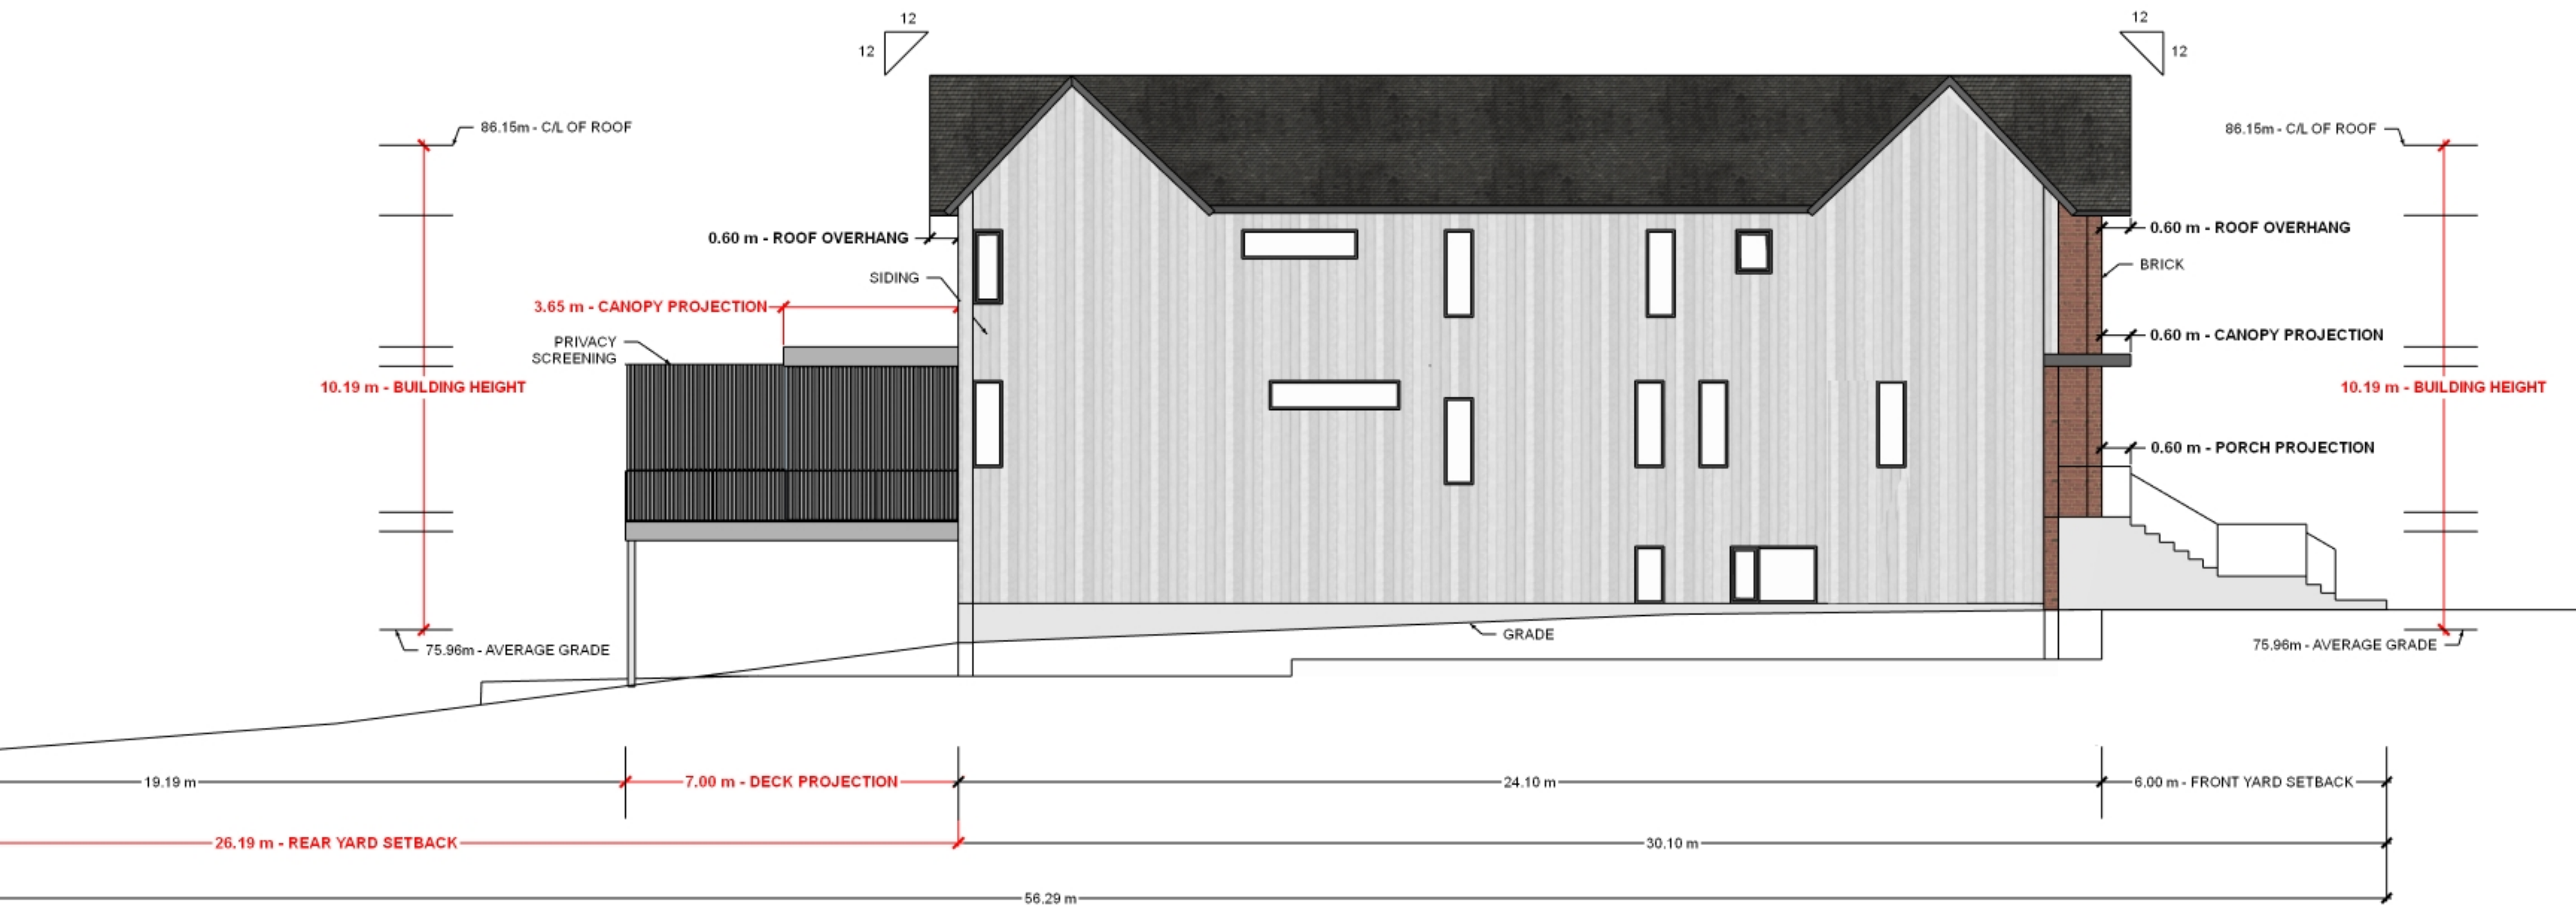 12
12
12
12
86.15m - C/L OF ROOF
86.15m - C/L OF ROOF
0.60 m - ROOF OVERHANG
0.60 m - ROOF OVERHANG
SIDING
BRICK
3.65 m - CANOPY PROJECTION
0.60 m - CANOPY PROJECTION
PRIVACY
SCREENING
10.19 m - BUILDING HEIGHT
10.19 m - BUILDING HEIGHT
0.60 m - PORCH PROJECTION
GRADE
75.96m - AVERAGE GRADE
75.96m - AVERAGE GRADE
19.19 m
7.00 m - DECK PROJECTION
24.10 m
6.00 m - FRONT YARD SETBACK
26.19 m - REAR YARD SETBACK
30.10 m
56.29 m